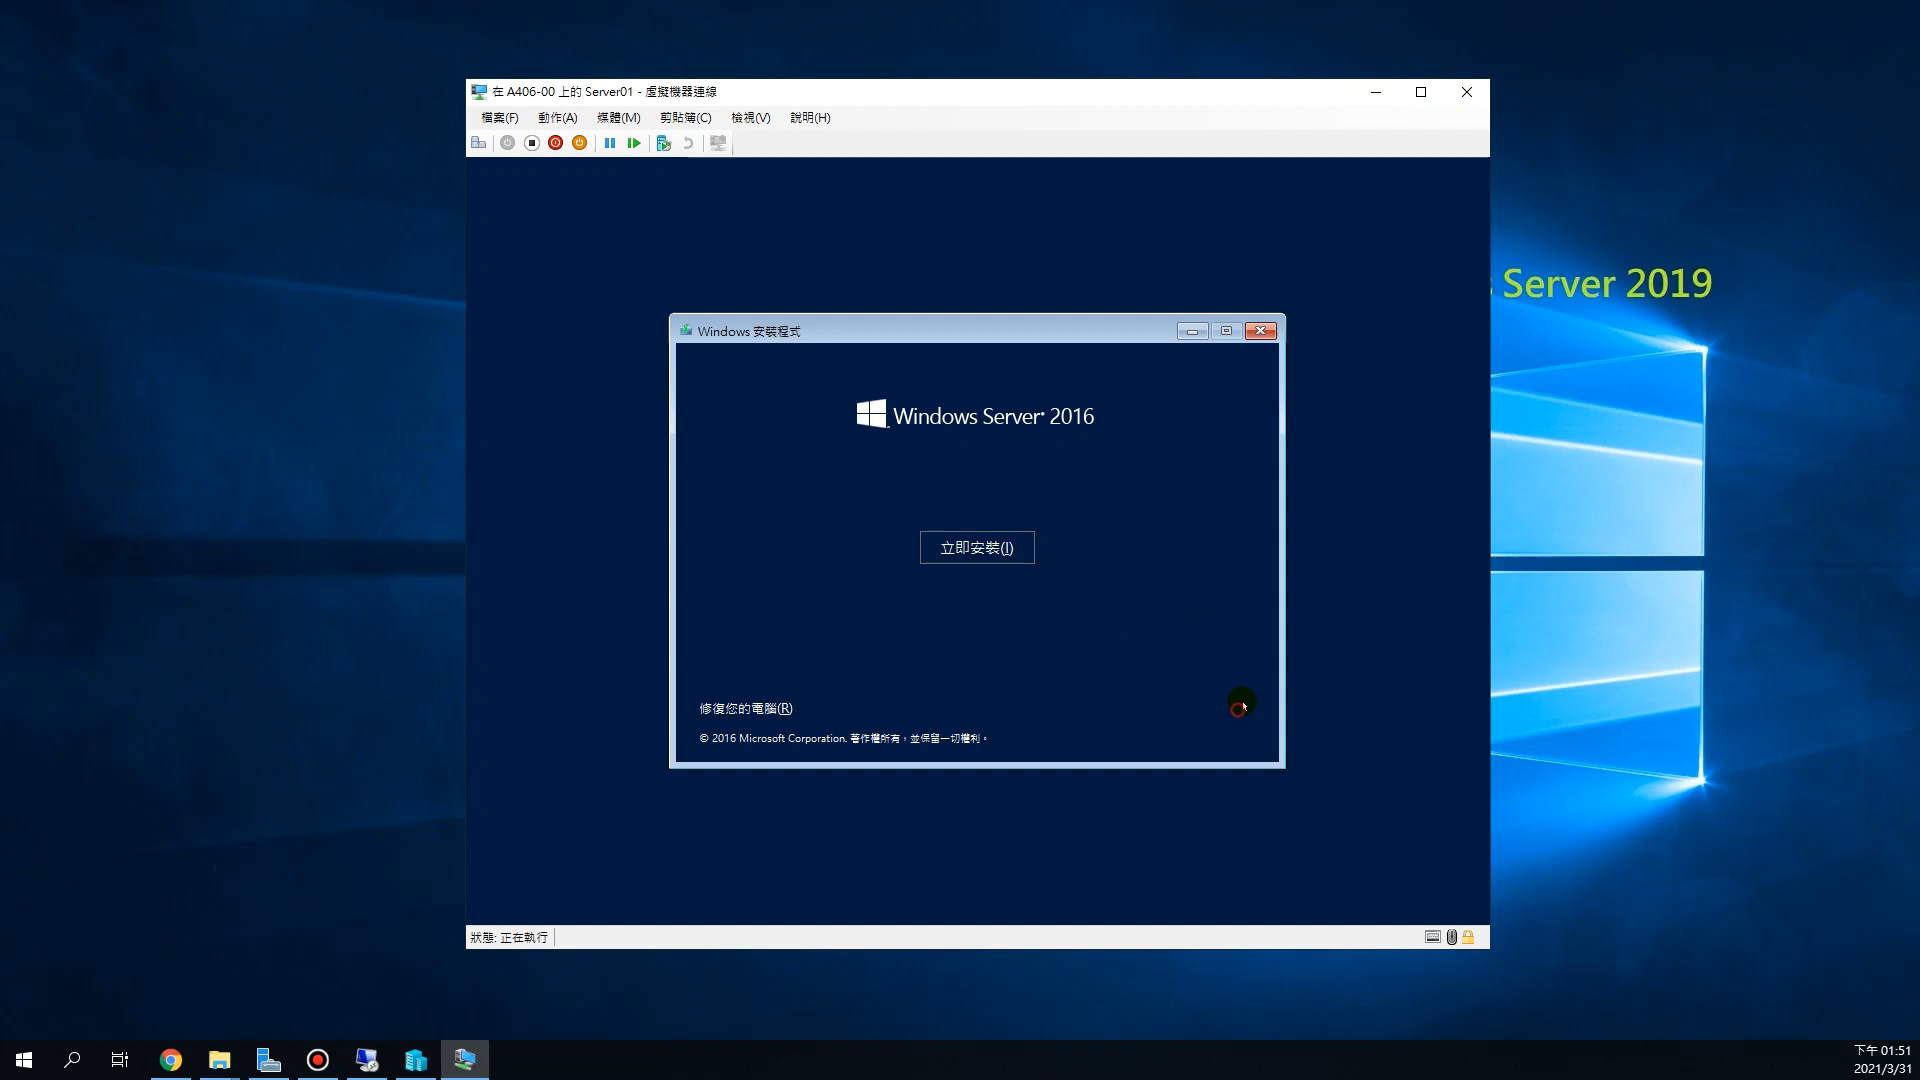 在 A406-00 上的 Server01 - 虛擬機器連線
檔案(F) 動作(A) 媒體(M) 剪貼簿(C) 檢視(V) 說明(H)
Server 2019
Windows 安裝程式
Windows Server 2016
立即安裝(I)
修復您的電腦(R)
© 2016 Microsoft Corporation. 著作權所有，並保留一切權利。
狀態: 正在執行
下午 01:51
2021/3/31